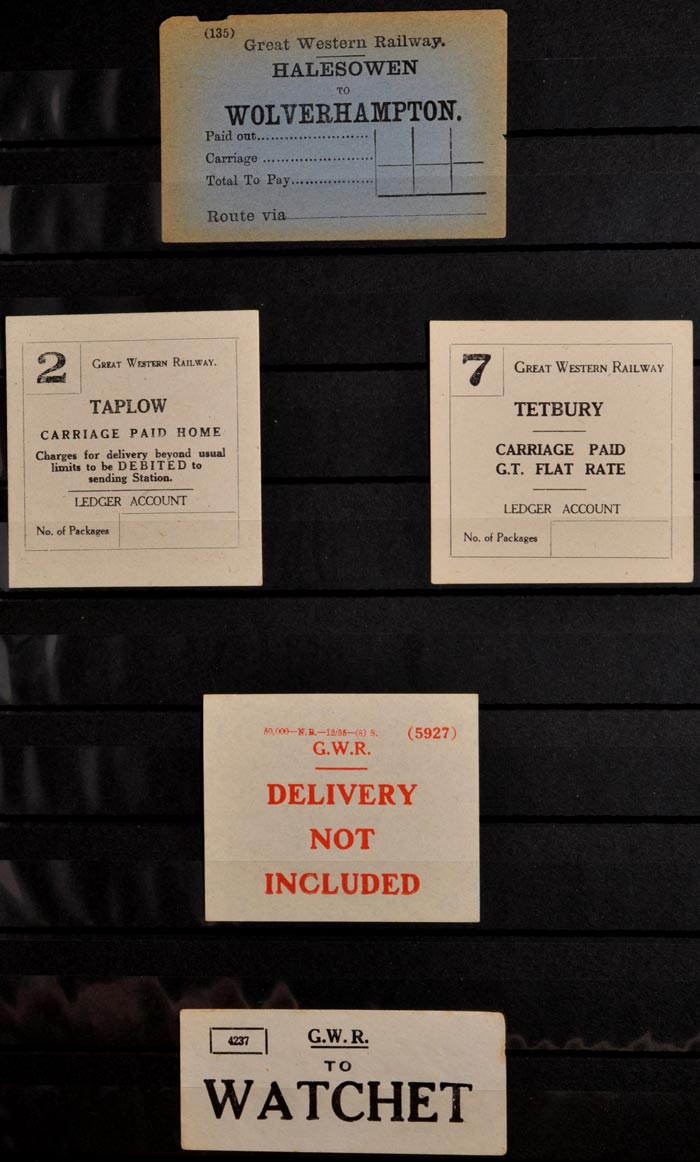 (135)
Great Western Railway.
HALESOWEN
TO
WOLVERHAMPTON.
Paid out
Carriage
Total To Pay
Route via
2
GREAT WESTERN RAILWAY.
TAPLOW
CARRIAGE PAID HOME
Charges for delivery beyond usual
limits to be DEBITED to
sending Station.
LEDGER ACCOUNT
No. of Packages
7
GREAT WESTERN RAILWAY
TETBURY
CARRIAGE PAID
G.T. FLAT RATE
LEDGER ACCOUNT
No. of Packages
(5927)
G.W.R.
DELIVERY
NOT
INCLUDED
4237
G.W.R.
TO
WATCHET